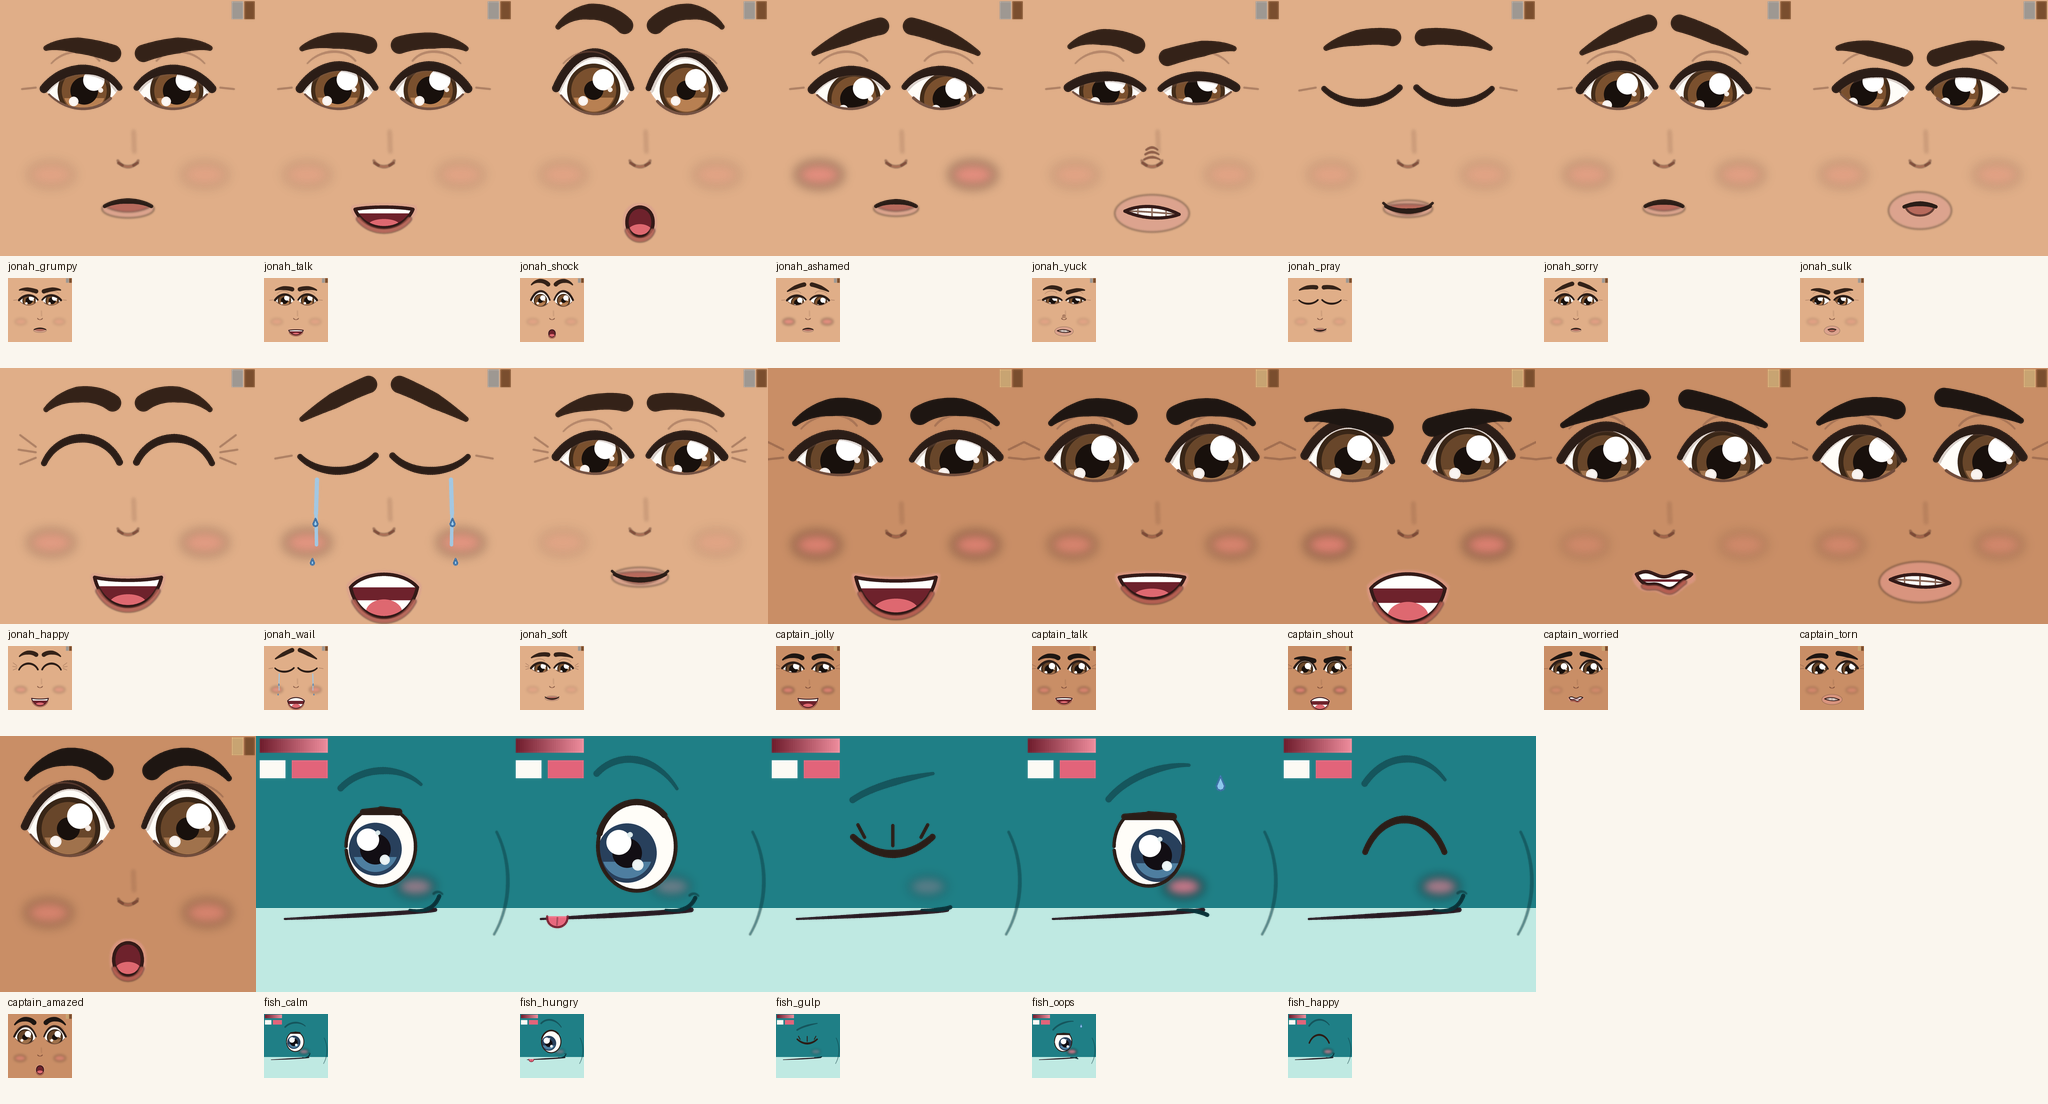 jonah_grumpy
jonah_talk
jonah_shock
jonah_ashamed
jonah_yuck
jonah_pray
jonah_sorry
jonah_sulk
jonah_happy
jonah_wail
jonah_soft
captain_jolly
captain_talk
captain_shout
captain_worried
captain_torn
captain_amazed
fish_calm
fish_hungry
fish_gulp
fish_oops
fish_happy